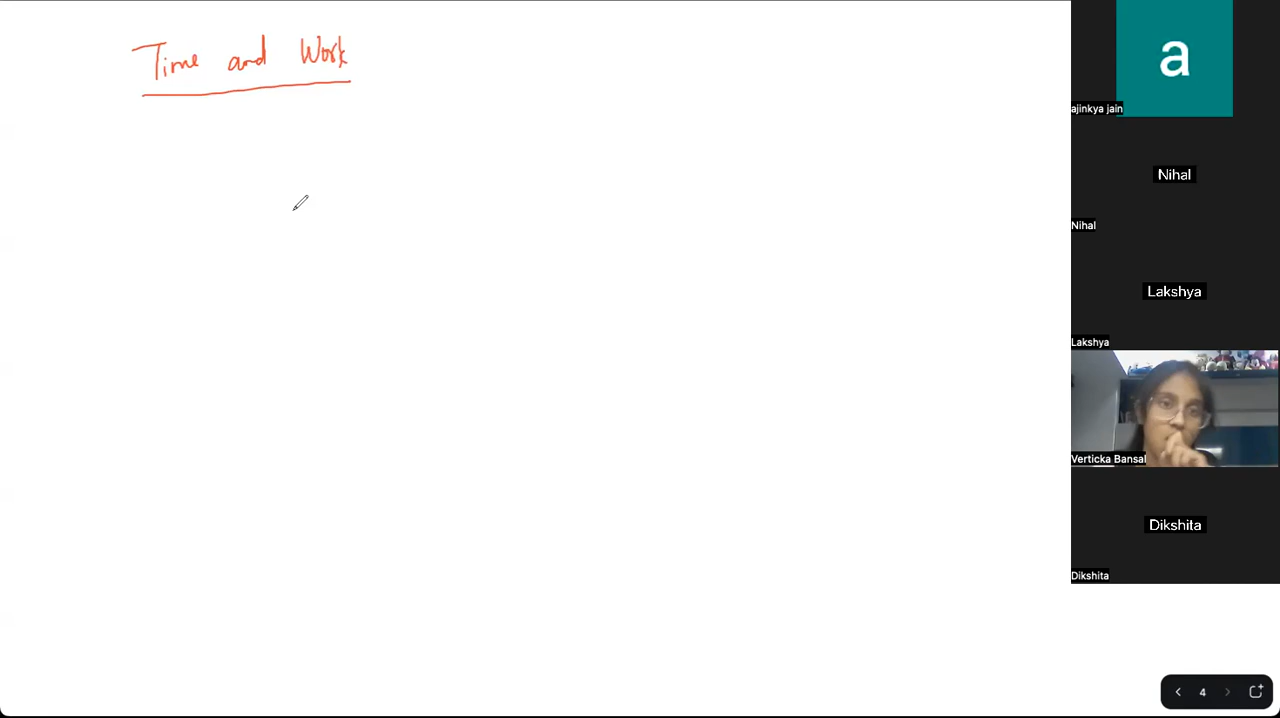 Time and Work
a
ajinkya jain
Nihal
Nihal
Lakshya
Lakshya
Verticka Bansal
Dikshita
Dikshita
4